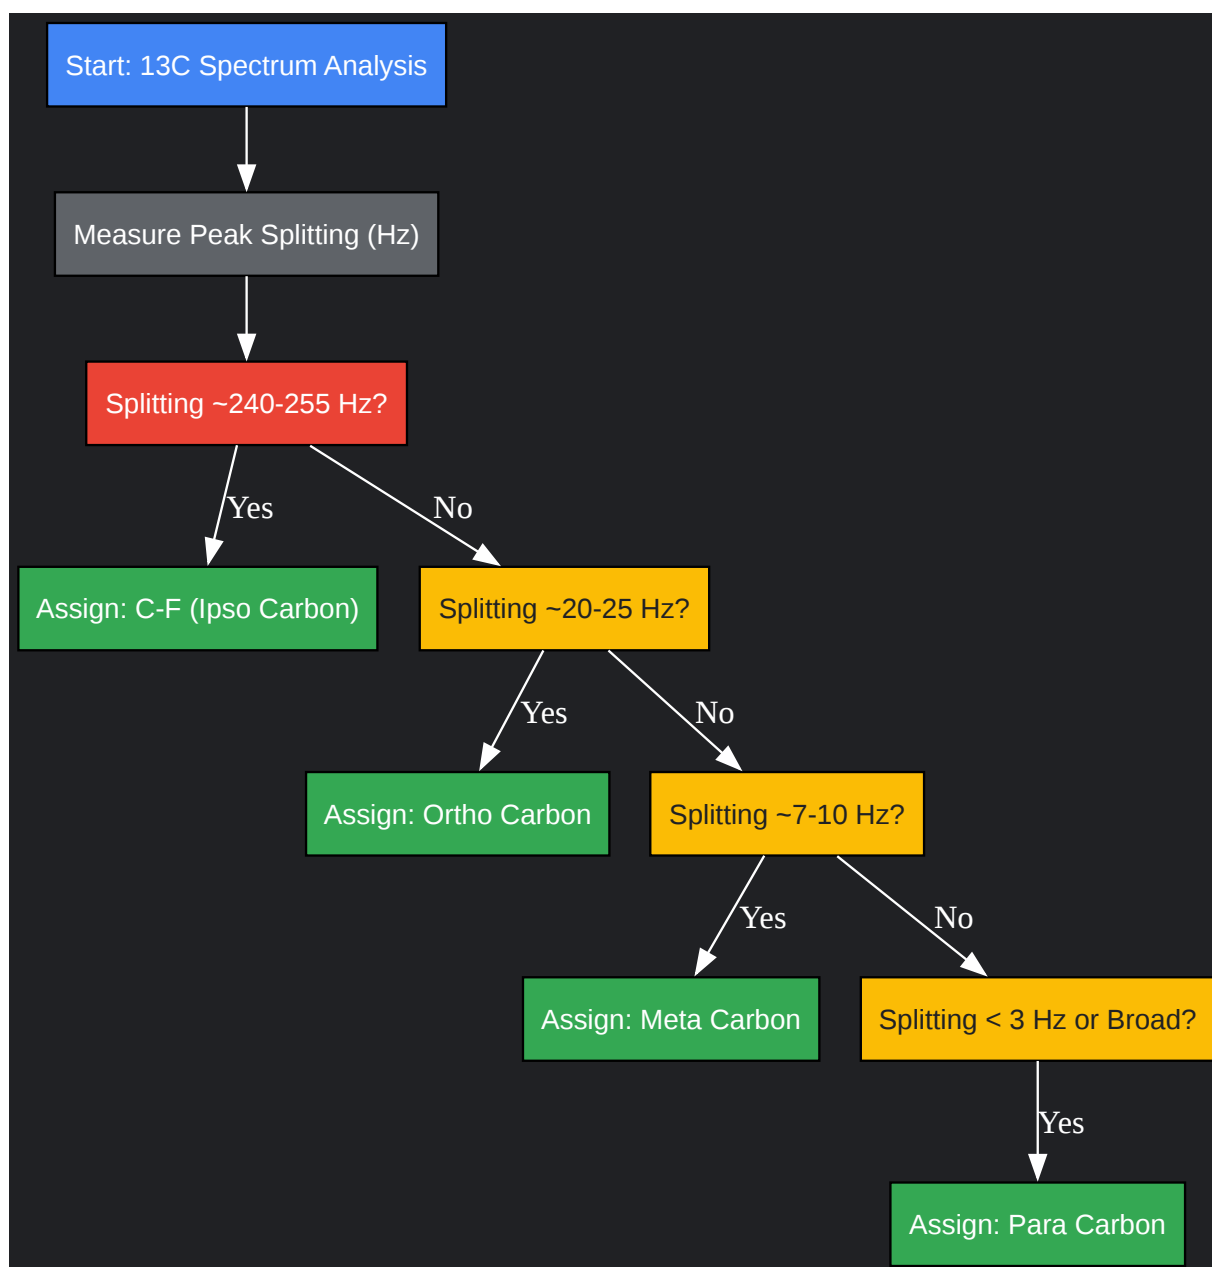 Start: 13C Spectrum Analysis
Measure Peak Splitting (Hz)
Splitting ~240-255 Hz?
Yes
No
Assign: C-F (Ipso Carbon)
Splitting ~20-25 Hz?
Yes
No
Assign: Ortho Carbon
Splitting ~7-10 Hz?
Yes
No
Assign: Meta Carbon
Splitting < 3 Hz or Broad?
Yes
Assign: Para Carbon